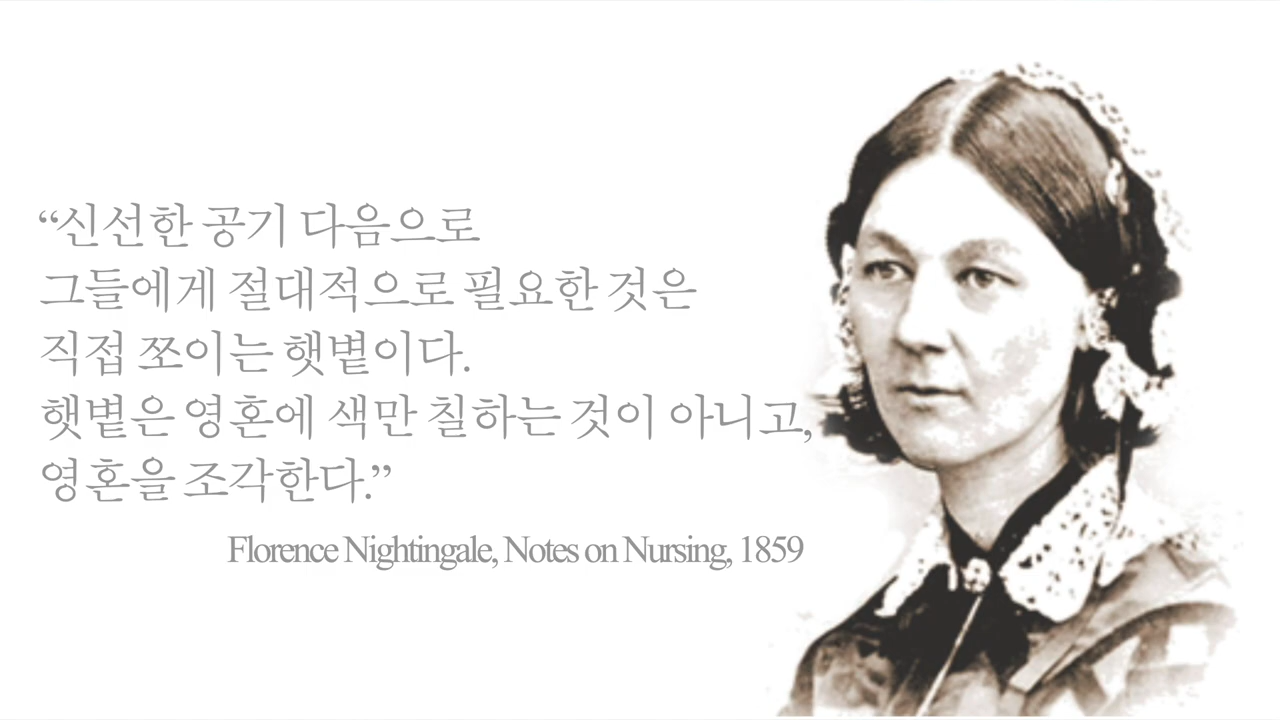 “신선한 공기 다음으로
그들에게 절대적으로 필요한 것은
직접 쪼이는 햇볕이다.
햇볕은 영혼에 색만 칠하는 것이 아니고,
영혼을 조각한다.”
Florence Nightingale, Notes on Nursing, 1859